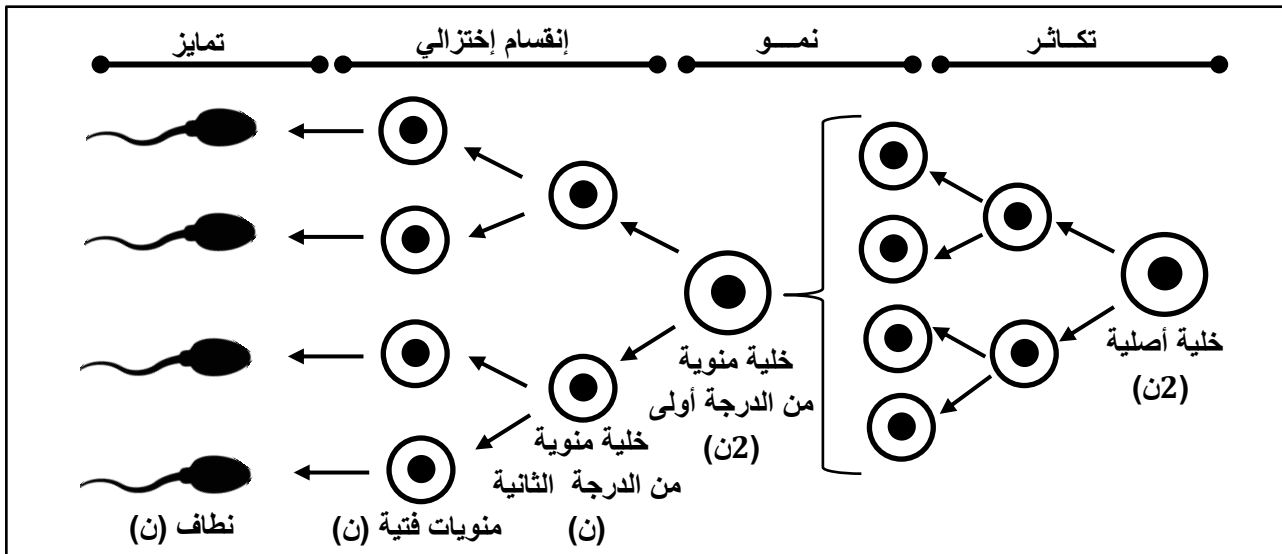 تكــاثـر
نمــــو
إنقسام إختزالي
تمايز
خلية أصلية
(2ن)
خلية منوية
من الدرجة أولى
(2ن)
خلية منوية
من الدرجة الثانية
(ن)
منويات فتية (ن)
نطاف (ن)